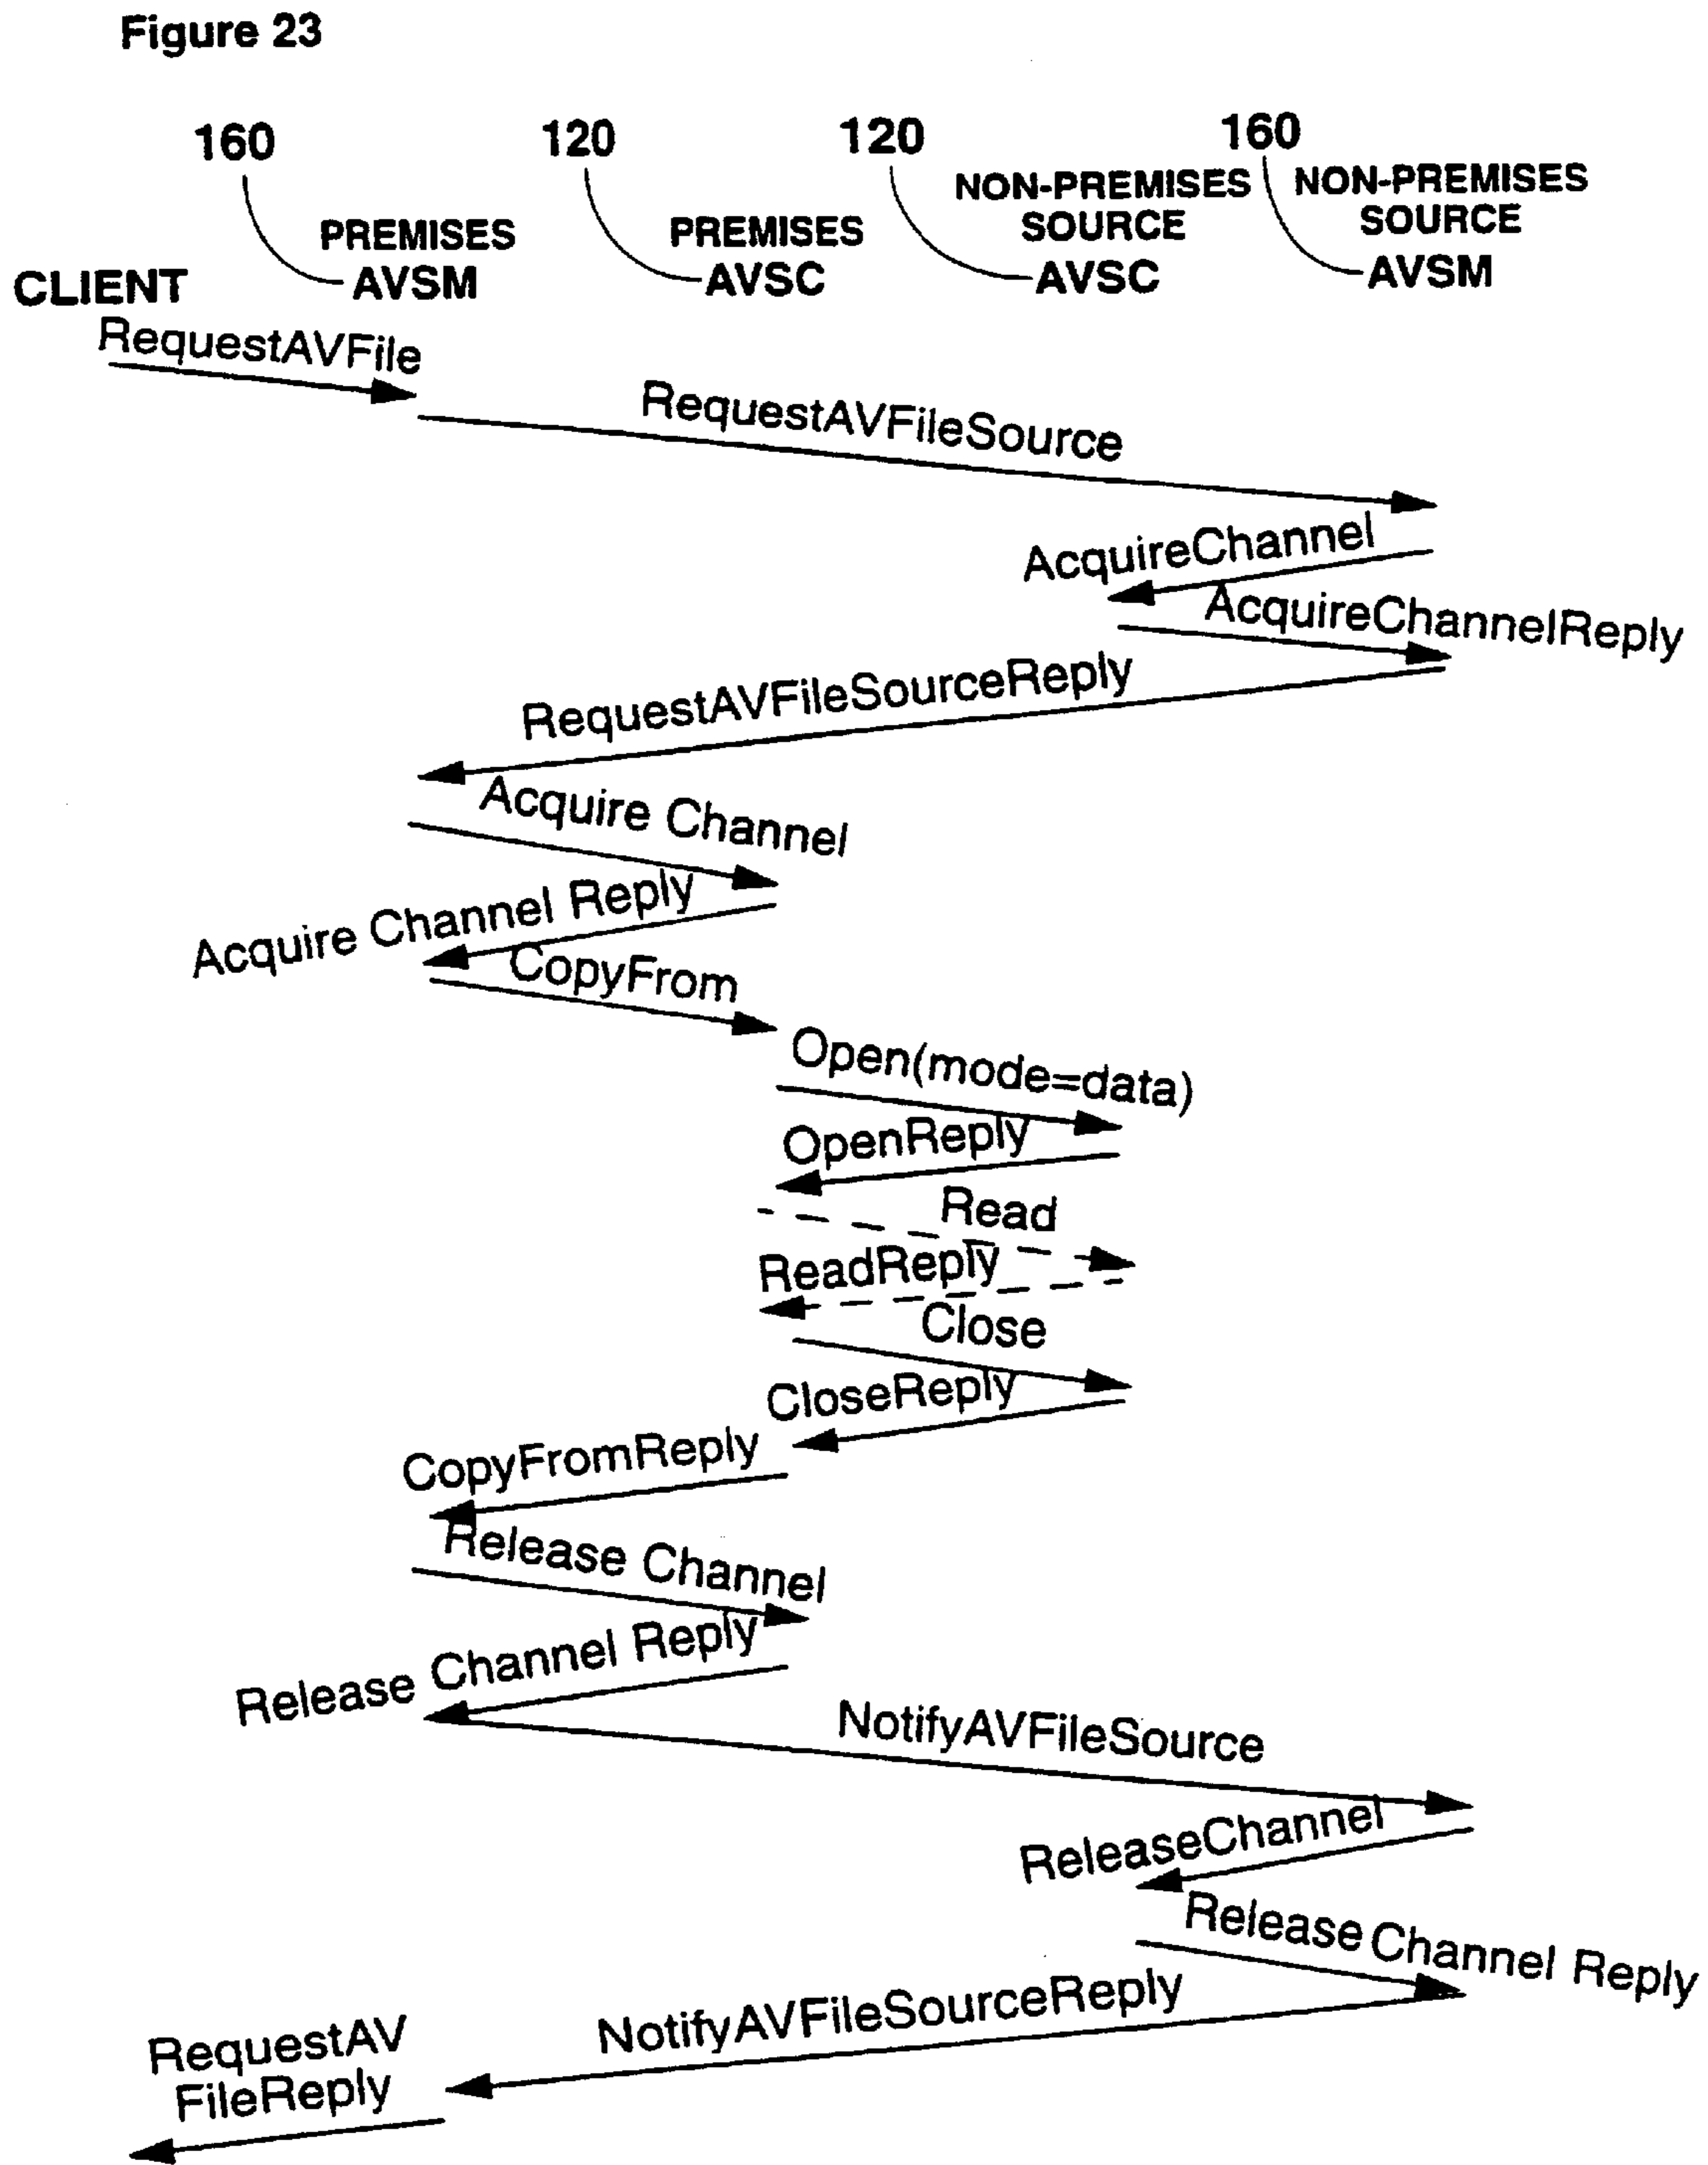 Figure 23
160
120
120
160
NON-PREMISES
SOURCE
AVSC
NON-PREMISES
SOURCE
AVSM
PREMISES
AVSM
PREMISES
AVSC
CLIENT
RequestAVFile
RequestAVFileSource
AcquireChannel
AcquireChannelReply
RequestAVFileSourceReply
Acquire Channel
Acquire Channel Reply
CopyFrom
Open(mode=data)
OpenReply
Read
ReadReply
Close
CloseReply
CopyFromReply
Release Channel
Release Channel Reply
NotifyAVFileSource
ReleaseChannel
Release Channel Reply
NotifyAVFileSourceReply
RequestAV
FileReply